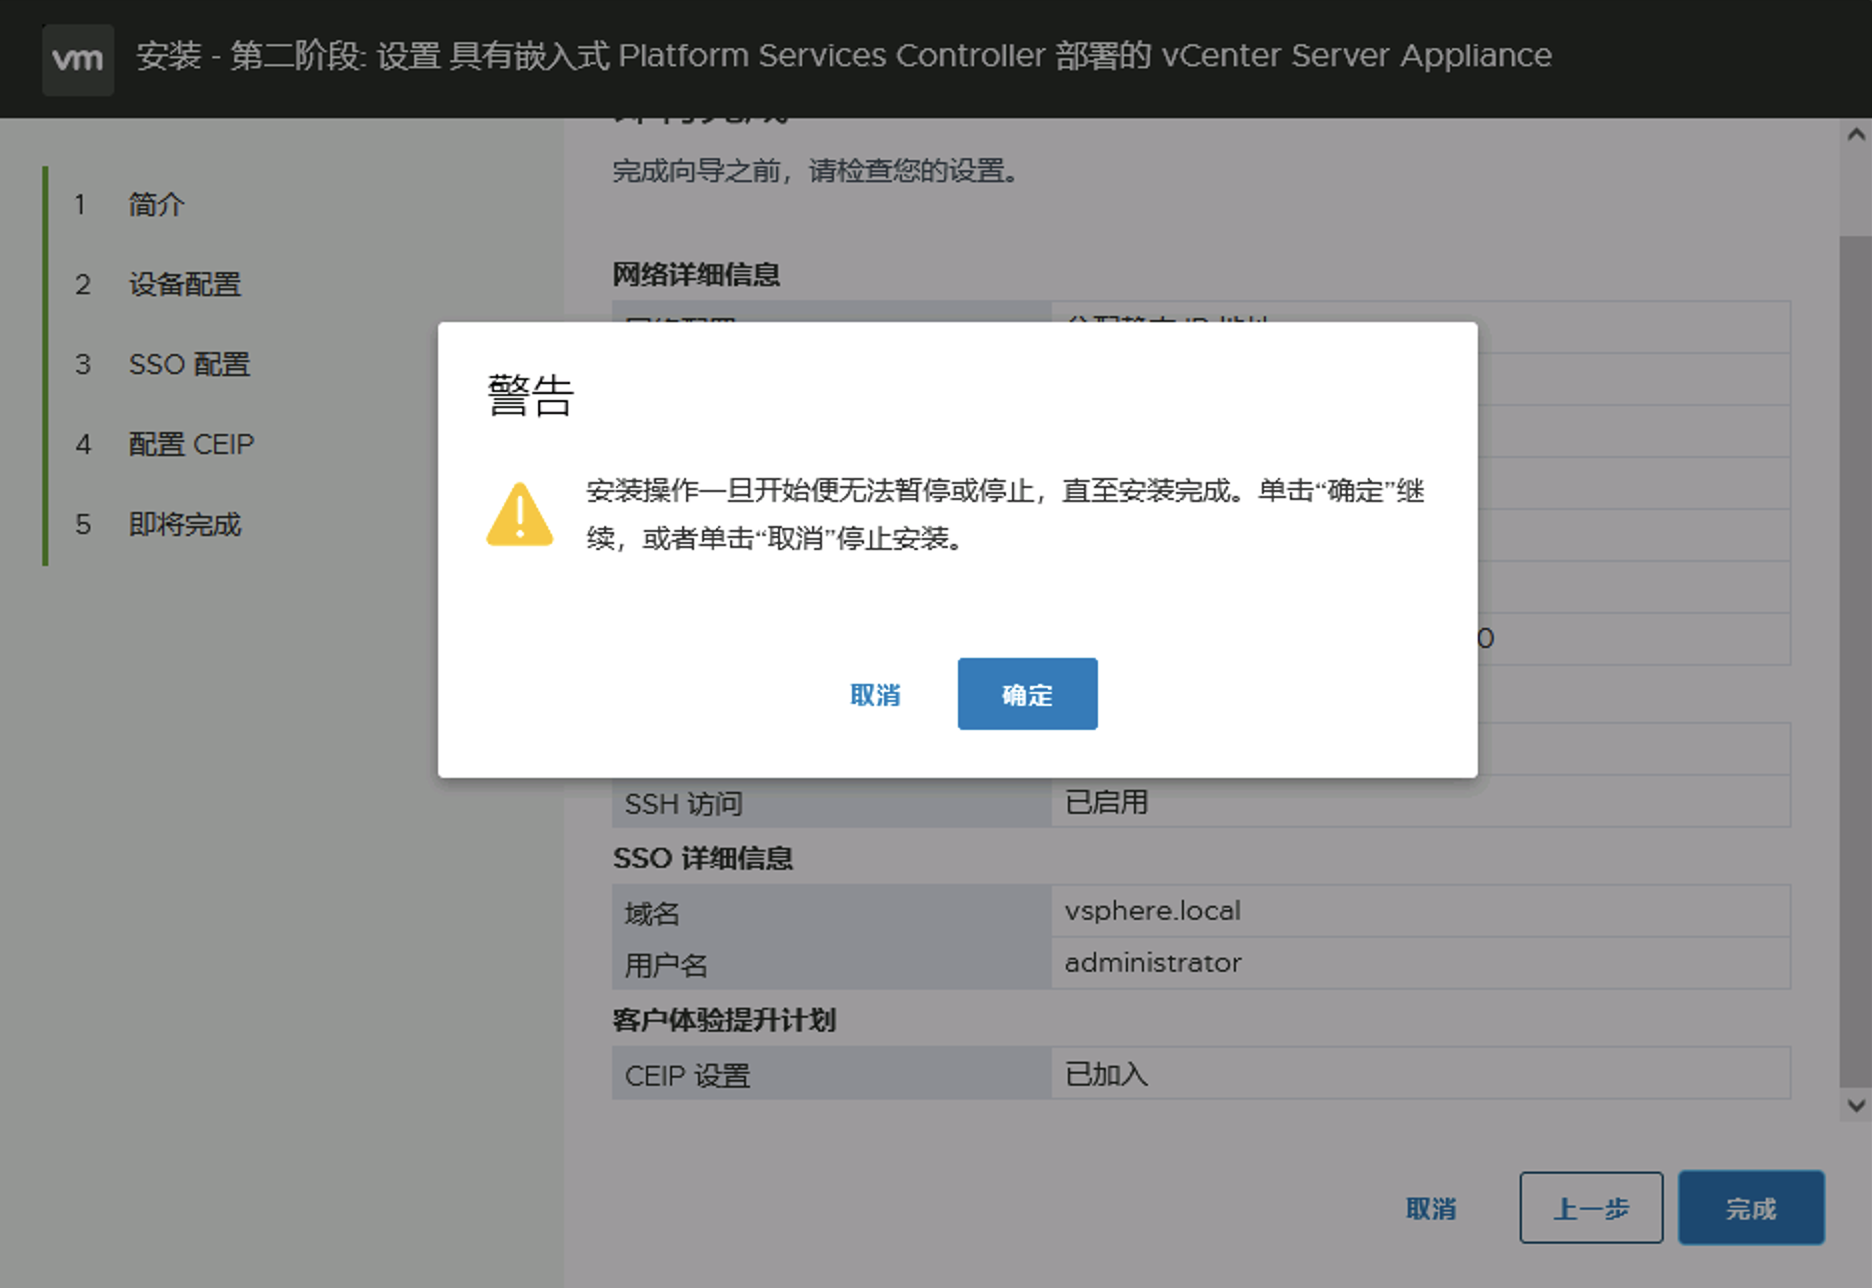 vm 安装 - 第二阶段: 设置 具有嵌入式 Platform Services Controller 部署的 vCenter Server Appliance
1 简介
2 设备配置
3 SSO 配置
4 配置 CEIP
5 即将完成
完成向导之前，请检查您的设置。
网络详细信息
警告
安装操作一旦开始便无法暂停或停止，直至安装完成。单击“确定”继
续，或者单击“取消”停止安装。
取消 确定
0
SSH 访问 已启用
SSO 详细信息
域名 vsphere.local
用户名 administrator
客户体验提升计划
CEIP 设置 已加入
取消 上一步 完成